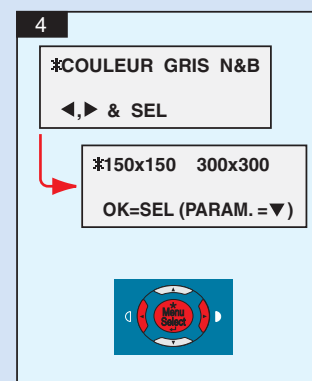 4
*COULEUR GRIS N&B
◀,▶ & SEL
*150x150 300x300
OK=SEL (PARAM. =▼)
Menu
Select